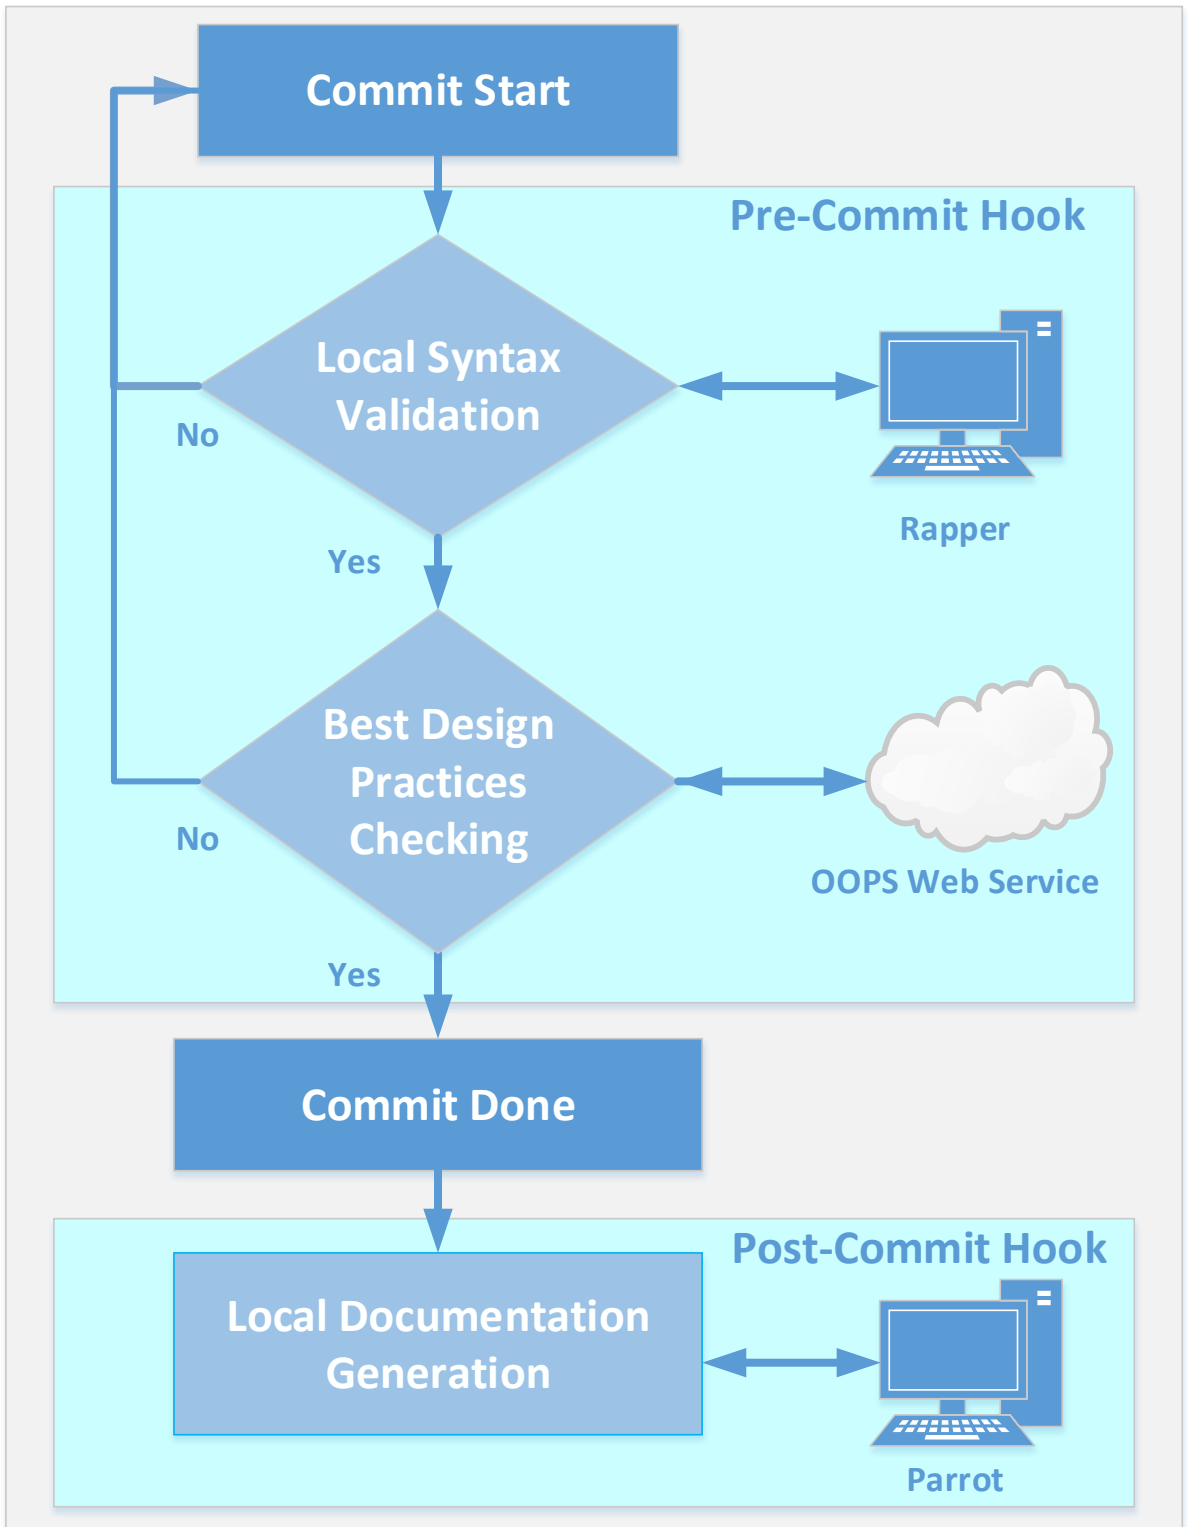 Commit Start
Pre-Commit Hook
Local Syntax
Validation
No
Rapper
Yes
Best Design
Practices
Checking
No
OOPS Web Service
Yes
Commit Done
Post-Commit Hook
Local Documentation
Generation
Parrot